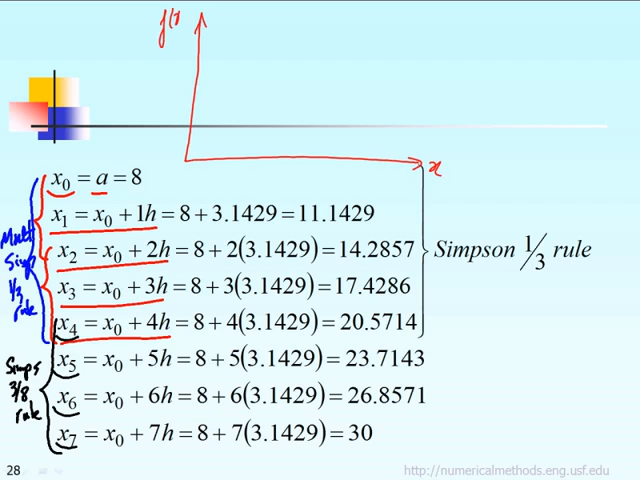 f(x
x
x₀ = a = 8
x₁ = x₀ + 1h = 8 + 3.1429 = 11.1429
x₂ = x₀ + 2h = 8 + 2(3.1429) = 14.2857
x₃ = x₀ + 3h = 8 + 3(3.1429) = 17.4286
x₄ = x₀ + 4h = 8 + 4(3.1429) = 20.5714
Simpson 1/3 rule
x₅ = x₀ + 5h = 8 + 5(3.1429) = 23.7143
x₆ = x₀ + 6h = 8 + 6(3.1429) = 26.8571
x₇ = x₀ + 7h = 8 + 7(3.1429) = 30
Mult
Simp
1/3
rule
Simps
3/8
rule
28
http://numericalmethods.eng.usf.edu